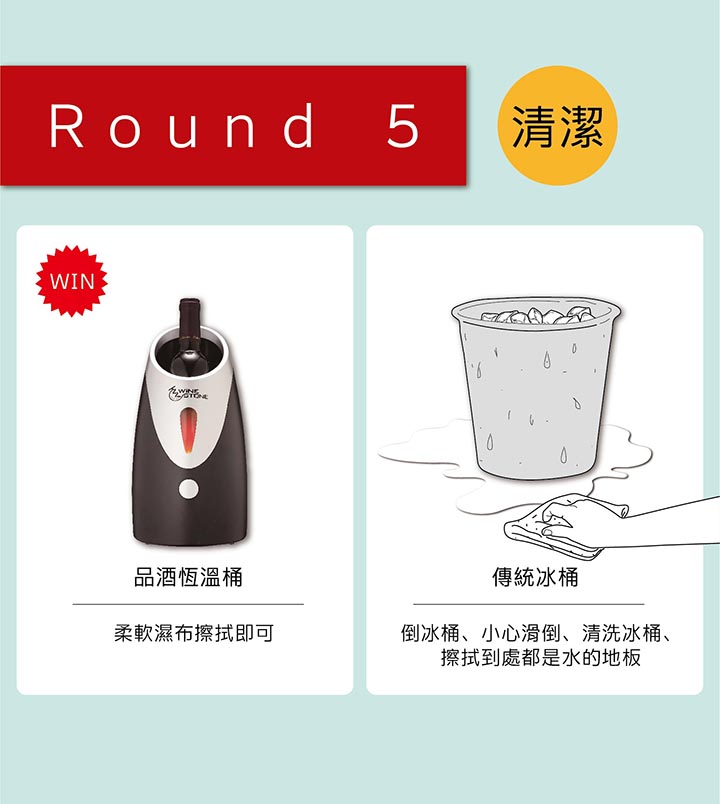 Round 5
清潔
WIN
WINE
STONE
品酒恆溫桶
柔軟濕布擦拭即可
傳統冰桶
倒冰桶、小心滑倒、清洗冰桶、
擦拭到處都是水的地板